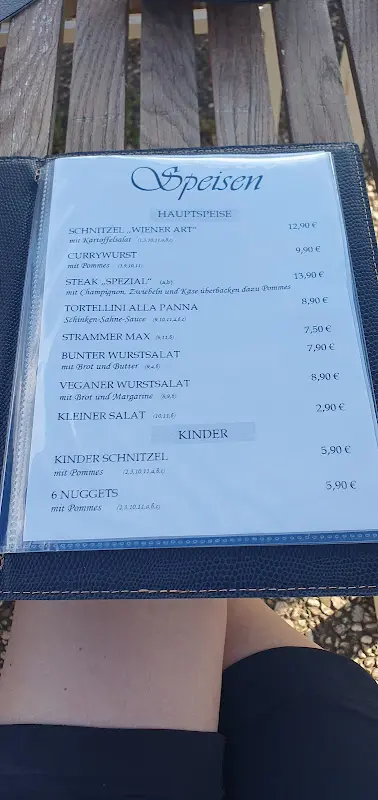 Speisen
HAUPTSPEISE
SCHNITZEL „WIENER ART“ 12,90 €
mit Kartoffelsalat
CURRYWURST 9,90 €
mit Pommes
STEAK „SPEZIAL“ 13,90 €
mit Champignon, Zwiebeln und Käse überbacken dazu Pommes
TORTELLINI ALLA PANNA 8,90 €
Schinken-Sahne-Sauce
STRAMMER MAX 7,50 €
BUNTER WURSTSALAT 7,90 €
mit Brot und Butter
VEGANER WURSTSALAT 8,90 €
mit Brot und Margarine
KLEINER SALAT 2,90 €
KINDER
KINDER SCHNITZEL 5,90 €
mit Pommes
6 NUGGETS 5,90 €
mit Pommes